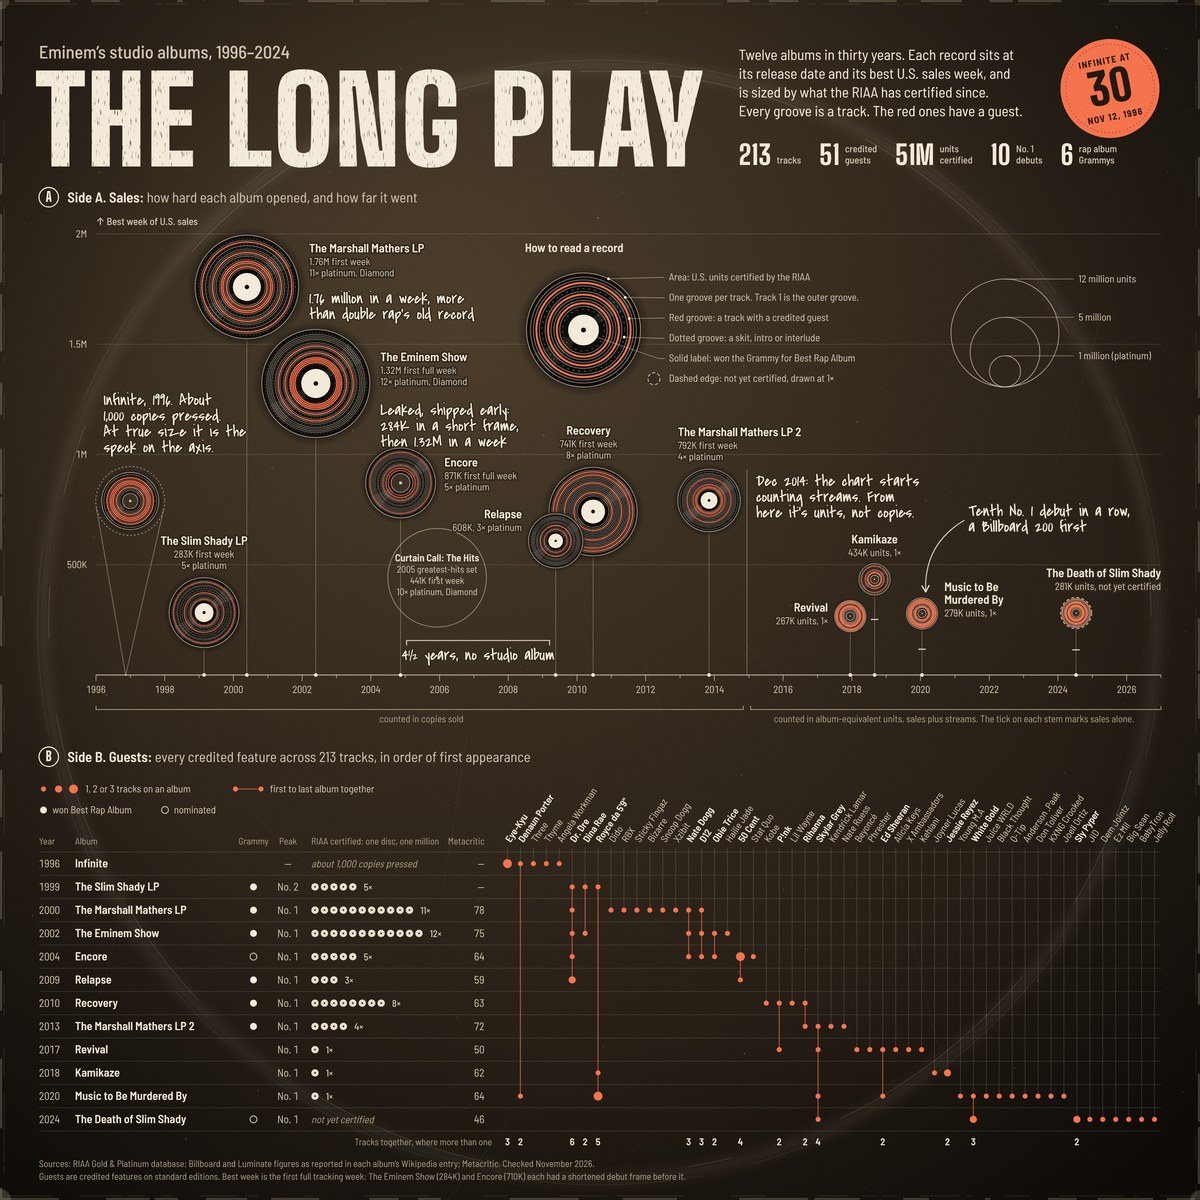 Eminem's studio albums, 1996–2024
THE LONG PLAY
Twelve albums in thirty years. Each record sits at
its release date and its best U.S. sales week, and
is sized by what the RIAA has certified since.
Every groove is a track. The red ones have a guest.
213 tracks
51 credited guests
51M units certified
10 No. 1 debuts
6 rap album Grammys
INFINITE AT
30
NOV 12, 1996
A Side A. Sales: how hard each album opened, and how far it went
↑ Best week of U.S. sales
2M
1.5M
1M
500K
The Marshall Mathers LP
1.76M first week
11× platinum, Diamond
1.76 million in a week, more
than double rap's old record
The Eminem Show
1.32M first full week
12× platinum, Diamond
Leaked, shipped early:
284K in a short frame,
then 1.32M in a week
Infinite, 1996. About
1,000 copies pressed.
At true size it is the
speck on the axis.
The Slim Shady LP
283K first week
5× platinum
Encore
871K first full week
5× platinum
Relapse
608K, 3× platinum
Curtain Call: The Hits
2005 greatest-hits set
441K first week
10× platinum, Diamond
4½ years, no studio album
Recovery
741K first week
8× platinum
The Marshall Mathers LP 2
792K first week
4× platinum
Dec 2014: the chart starts
counting streams. From
here it's units, not copies.
Tenth No. 1 debut in a row,
a Billboard 200 first
Kamikaze
434K units, 1×
Revival
267K units, 1×
Music to Be
Murdered By
279K units, 1×
The Death of Slim Shady
281K units, not yet certified
How to read a record
Area: U.S. units certified by the RIAA
One groove per track. Track 1 is the outer groove.
Red groove: a track with a credited guest
Dotted groove: a skit, intro or interlude
Solid label: won the Grammy for Best Rap Album
Dashed edge: not yet certified, drawn at 1×
12 million units
5 million
1 million (platinum)
1996 1998 2000 2002 2004 2006 2008 2010 2012 2014 2016 2018 2020 2022 2024 2026
counted in copies sold
counted in album-equivalent units, sales plus streams. The tick on each stem marks sales alone.
B Side B. Guests: every credited feature across 213 tracks, in order of first appearance
1, 2 or 3 tracks on an album
first to last album together
won Best Rap Album
nominated
Eye-Kyu
Denaun Porter
Three
Thyme
Angela Workman
Dr. Dre
Dina Rae
Royce da 5'9"
Dido
RBX
Sticky Fingaz
Bizarre
Snoop Dogg
Xzibit
Nate Dogg
D12
Obie Trice
Hailie Jade
50 Cent
Stat Quo
Kobe
Pink
Lil Wayne
Rihanna
Skylar Grey
Kendrick Lamar
Nate Ruess
Beyoncé
Phresher
Ed Sheeran
Alicia Keys
X Ambassadors
Kehlani
Joyner Lucas
Jessie Reyez
Young M.A
White Gold
Juice WRLD
Black Thought
Q-Tip
Anderson .Paak
Don Toliver
KXNG Crooked
Joell Ortiz
Sly Pyper
JID
Dem Jointz
Ez Mil
Big Sean
BabyTron
Jelly Roll
Year Album Grammy Peak RIAA certified: one disc, one million Metacritic
1996 Infinite – about 1,000 copies pressed –
1999 The Slim Shady LP No. 2 5× –
2000 The Marshall Mathers LP No. 1 11× 78
2002 The Eminem Show No. 1 12× 75
2004 Encore No. 1 5× 64
2009 Relapse No. 1 3× 59
2010 Recovery No. 1 8× 63
2013 The Marshall Mathers LP 2 No. 1 4× 72
2017 Revival No. 1 1× 50
2018 Kamikaze No. 1 1× 62
2020 Music to Be Murdered By No. 1 1× 64
2024 The Death of Slim Shady No. 1 not yet certified 46
Tracks together, where more than one 3 2 6 2 5 3 3 2 4 2 2 4 2 2 3 2
Sources: RIAA Gold & Platinum database; Billboard and Luminate figures as reported in each album's Wikipedia entry; Metacritic. Checked November 2026.
Guests are credited features on standard editions. Best week is the first full tracking week: The Eminem Show (284K) and Encore (710K) each had a shortened debut frame before it.